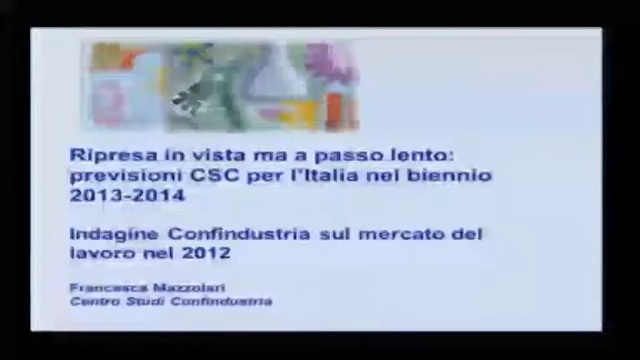 Ripresa in vista ma a passo lento:
previsioni CSC per l'Italia nel biennio
2013-2014
Indagine Confindustria sul mercato del
lavoro nel 2012
Francesca Mazzolari
Centro Studi Confindustria